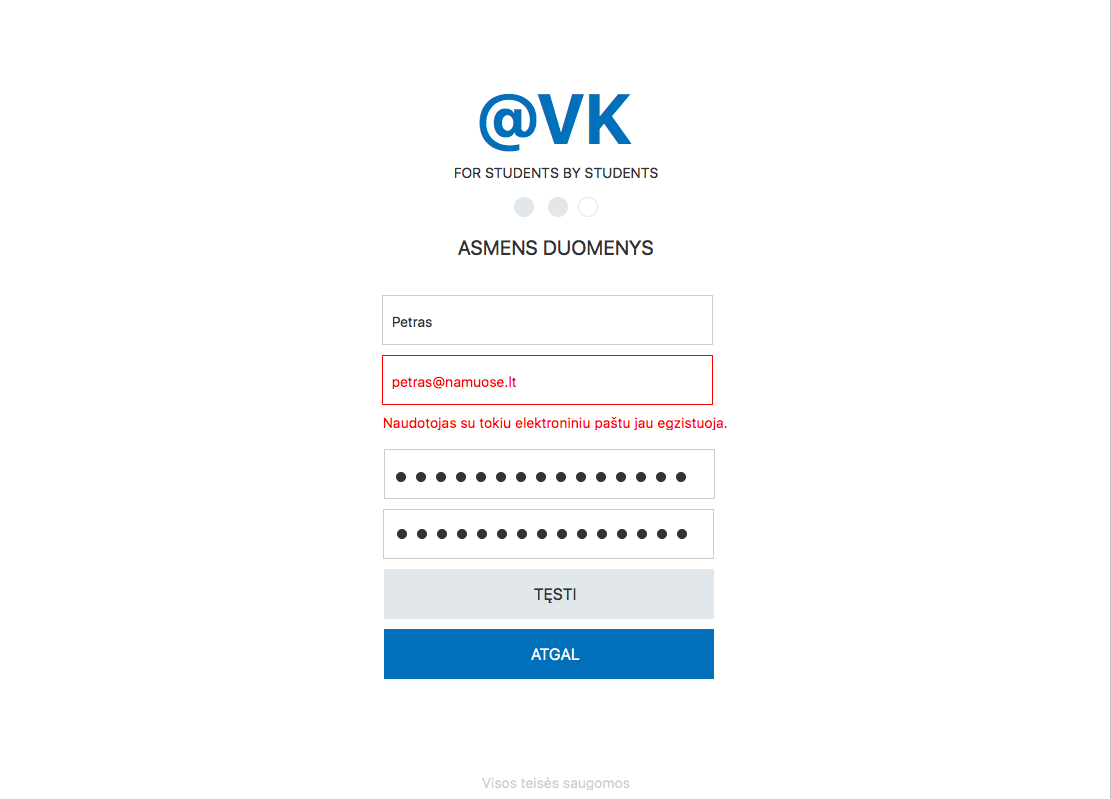 @VK
FOR STUDENTS BY STUDENTS
ASMENS DUOMENYS
Petras
petras@namuose.lt
Naudotojas su tokiu elektroniniu paštu jau egzistuoja.
TĘSTI
ATGAL
Visos teisės saugomos